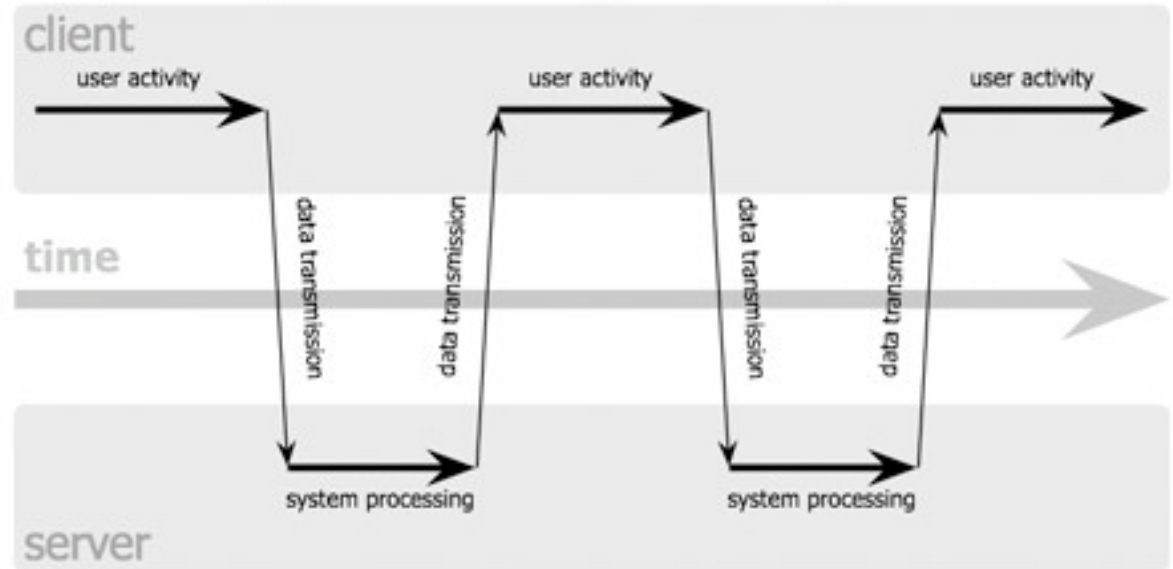 client
user activity
user activity
user activity
data transmission
data transmission
data transmission
data transmission
time
system processing
system processing
server